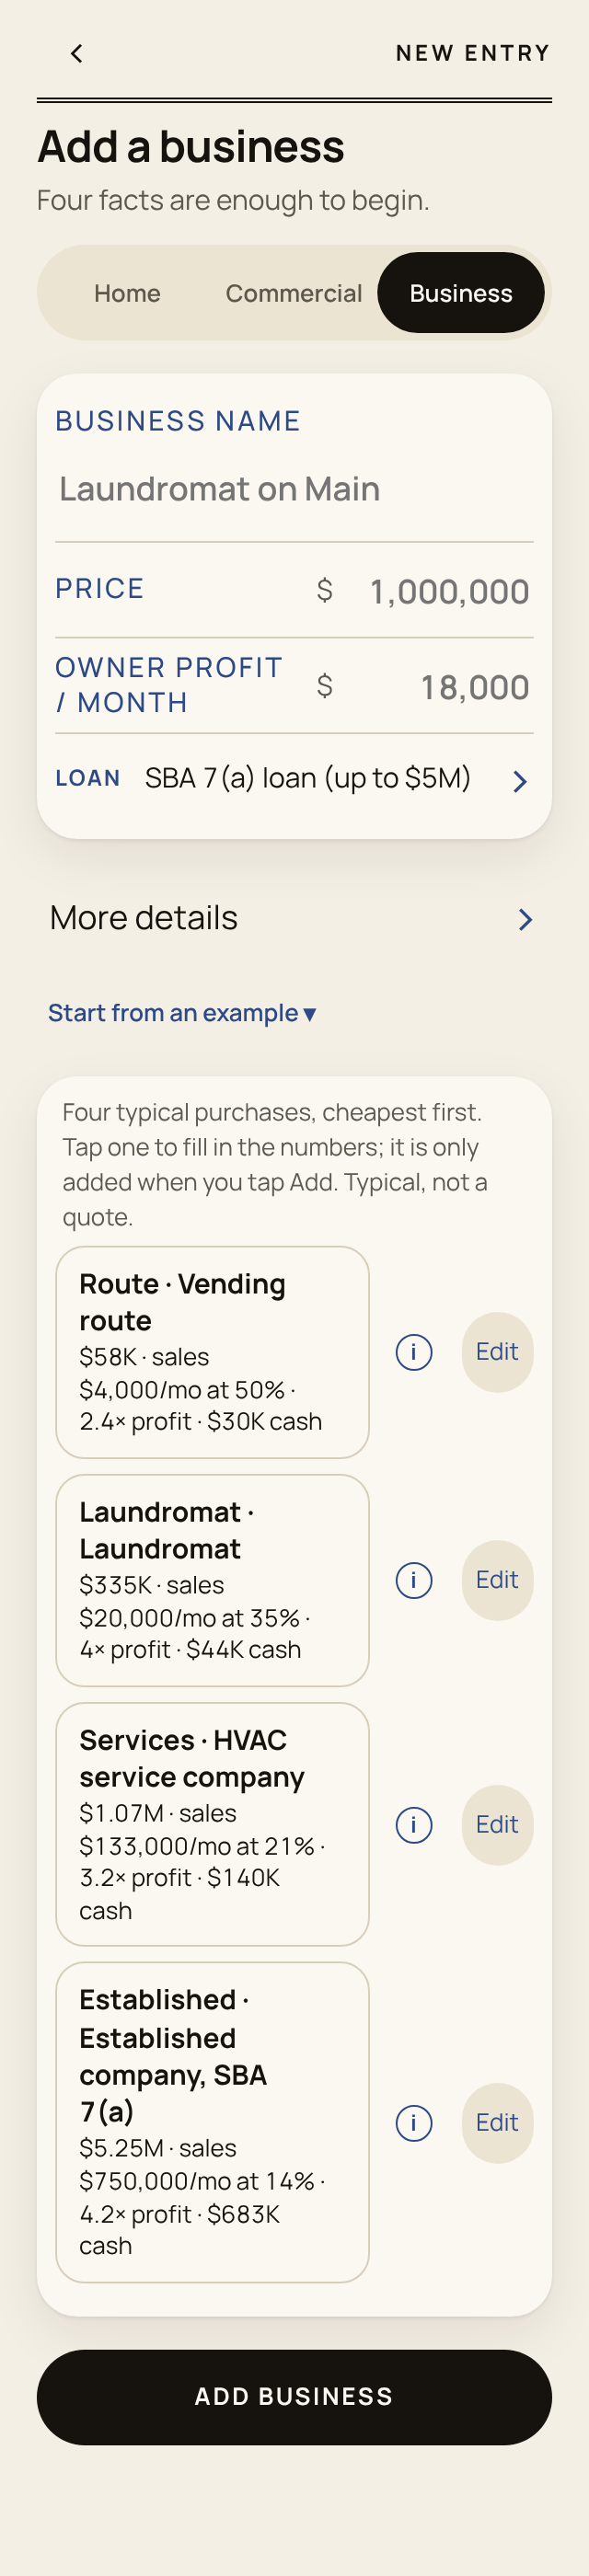 NEW ENTRY
Add a business
Four facts are enough to begin.
Home Commercial Business
BUSINESS NAME
Laundromat on Main
PRICE $ 1,000,000
OWNER PROFIT
/ MONTH
$ 18,000
LOAN SBA 7(a) loan (up to $5M)
More details
Start from an example ▾
Four typical purchases, cheapest first.
Tap one to fill in the numbers; it is only
added when you tap Add. Typical, not a
quote.
Route · Vending
route
$58K · sales
$4,000/mo at 50% ·
2.4× profit · $30K cash
i Edit
Laundromat ·
Laundromat
$335K · sales
$20,000/mo at 35% ·
4× profit · $44K cash
i Edit
Services · HVAC
service company
$1.07M · sales
$133,000/mo at 21% ·
3.2× profit · $140K
cash
i Edit
Established ·
Established
company, SBA
7(a)
$5.25M · sales
$750,000/mo at 14% ·
4.2× profit · $683K
cash
i Edit
ADD BUSINESS